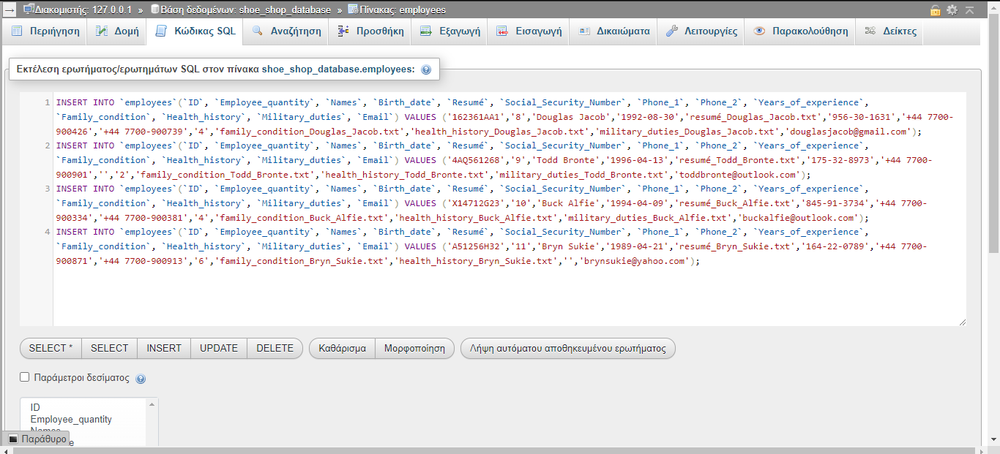 Διακομιστής: 127.0.0.1 » Βάση δεδομένων: shoe_shop_database » Πίνακας: employees
Περιήγηση Δομή Κώδικας SQL Αναζήτηση Προσθήκη Εξαγωγή Εισαγωγή Δικαιώματα Λειτουργίες Παρακολούθηση Δείκτες
Εκτέλεση ερωτήματος/ερωτημάτων SQL στον πίνακα shoe_shop_database.employees:
1 INSERT INTO `employees`(`ID`, `Employee_quantity`, `Names`, `Birth_date`, `Resumé`, `Social_Security_Number`, `Phone_1`, `Phone_2`, `Years_of_experience`,
`Family_condition`, `Health_history`, `Military_duties`, `Email`) VALUES ('162361AA1','8','Douglas Jacob','1992-08-30','resumé_Douglas_Jacob.txt','956-30-1631','+44 7700-
900426','+44 7700-900739','4','family_condition_Douglas_Jacob.txt','health_history_Douglas_Jacob.txt','military_duties_Douglas_Jacob.txt','douglasjacob@gmail.com');
2 INSERT INTO `employees`(`ID`, `Employee_quantity`, `Names`, `Birth_date`, `Resumé`, `Social_Security_Number`, `Phone_1`, `Phone_2`, `Years_of_experience`,
`Family_condition`, `Health_history`, `Military_duties`, `Email`) VALUES ('4AQ561268','9','Todd Bronte','1996-04-13','resumé_Todd_Bronte.txt','175-32-8973','+44 7700-
900901','','2','family_condition_Todd_Bronte.txt','health_history_Todd_Bronte.txt','military_duties_Todd_Bronte.txt','toddbronte@outlook.com');
3 INSERT INTO `employees`(`ID`, `Employee_quantity`, `Names`, `Birth_date`, `Resumé`, `Social_Security_Number`, `Phone_1`, `Phone_2`, `Years_of_experience`,
`Family_condition`, `Health_history`, `Military_duties`, `Email`) VALUES ('X14712G23','10','Buck Alfie','1994-04-09','resumé_Buck_Alfie.txt','845-91-3734','+44 7700-
900334','+44 7700-900381','4','family_condition_Buck_Alfie.txt','health_history_Buck_Alfie.txt','military_duties_Buck_Alfie.txt','buckalfie@outlook.com');
4 INSERT INTO `employees`(`ID`, `Employee_quantity`, `Names`, `Birth_date`, `Resumé`, `Social_Security_Number`, `Phone_1`, `Phone_2`, `Years_of_experience`,
`Family_condition`, `Health_history`, `Military_duties`, `Email`) VALUES ('A51256H32','11','Bryn Sukie','1989-04-21','resumé_Bryn_Sukie.txt','164-22-0789','+44 7700-
900871','+44 7700-900913','6','family_condition_Bryn_Sukie.txt','health_history_Bryn_Sukie.txt','','brynsukie@yahoo.com');
SELECT * SELECT INSERT UPDATE DELETE Καθάρισμα Μορφοποίηση Λήψη αυτόματου αποθηκευμένου ερωτήματος
Παράμετροι δεσίματος
ID
Employee_quantity
Παράθυρο